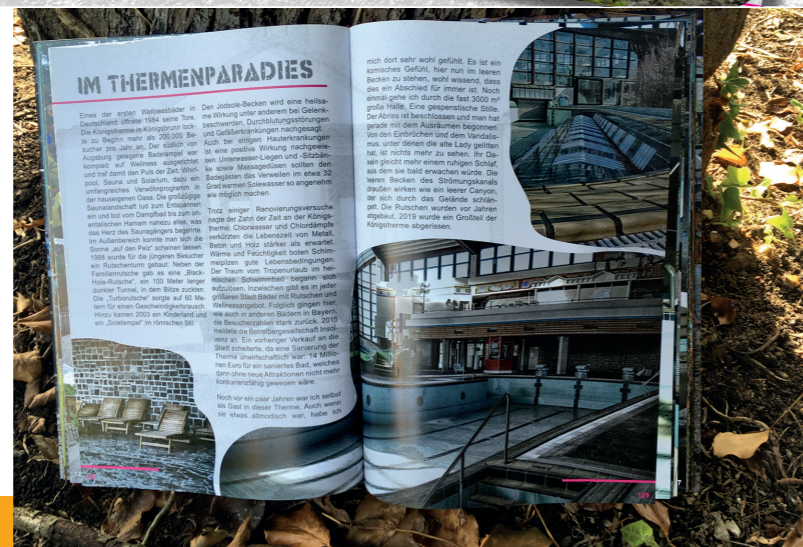 IM THERMENPARADIES
Eines der ersten Wellnessbäder in
Deutschland öffnete 1984 seine Tore.
Die Königstherme in Königsbrunn lock-
te zu Beginn mehr als 200.000 Be-
sucher pro Jahr an. Der südlich von
Augsburg gelegene Badetempel war
komplett auf Wellness ausgerichtet
und traf damit den Puls der Zeit: Whirl-
pool, Sauna und Solarium, dazu ein
umfangreiches Verwöhnprogramm in
der hauseigenen Oase. Die großzügige
Saunalandschaft lud zum Entspannen
ein und bot vom Dampfbad bis zum ori-
entalischen Hamam nahezu alles, was
das Herz des Saunagängers begehrte.
Im Außenbereich konnte man sich die
Sonne „auf den Pelz“ scheinen lassen.
1988 wurde für die jüngeren Besucher
ein Rutschenturm gebaut. Neben der
Familienrutsche gab es eine „Black-
Hole-Rutsche“, ein 100 Meter langer
dunkler Tunnel, in dem Blitze zuckten.
Die „Turborutsche“ sorgte auf 60 Me-
tern für einen Geschwindigkeitsrausch.
Hinzu kamen 2003 ein Kinderland und
ein „Soletempel“ im römischen Stil.
Den Jodsole-Becken wird eine heilsa-
me Wirkung unter anderem bei Gelenk-
beschwerden, Durchblutungsstörungen
und Gefäßerkrankungen nachgesagt.
Auch bei einigen Hauterkrankungen
ist eine positive Wirkung nachgewie-
sen. Unterwasser-Liegen und -Sitzbän-
ke sowie Massagedüsen sollten den
Badegästen das Verweilen im etwa 32
Grad warmen Solewasser so angenehm
wie möglich machen.
Trotz einiger Renovierungsversuche
nagte der Zahn der Zeit an der Königs-
therme. Chlorwasser und Chlordämpfe
verkürzten die Lebenszeit von Metall,
Beton und Holz stärker als erwartet.
Wärme und Feuchtigkeit boten Schim-
melpilzen gute Lebensbedingungen.
Der Traum vom Tropenurlaub im hei-
mischen Schwimmbad begann sich
aufzulösen. Inzwischen gibt es in jeder
größeren Stadt Bäder mit Rutschen und
Wellnessangebot. Folglich gingen hier,
wie auch in anderen Bädern in Bayern,
die Besucherzahlen stark zurück. 2015
meldete die Betreibergesellschaft Insol-
venz an. Ein vorheriger Verkauf an die
Stadt scheiterte, da eine Sanierung der
Therme unwirtschaftlich war: 14 Millio-
nen Euro für ein saniertes Bad, welches
dann ohne neue Attraktionen nicht mehr
konkurrenzfähig gewesen wäre.
Noch vor ein paar Jahren war ich selbst
als Gast in dieser Therme. Auch wenn
sie etwas altmodisch war, habe ich
mich dort sehr wohl gefühlt. Es ist ein
komisches Gefühl, hier nun im leeren
Becken zu stehen, wohl wissend, dass
dies ein Abschied für immer ist. Noch
einmal gehe ich durch die fast 3000 m²
große Halle. Eine gespenstische Stille.
Der Abriss ist beschlossen und man hat
gerade mit dem Ausräumen begonnen.
Von den Einbrüchen und dem Vandalis-
mus, unter denen die alte Lady gelitten
hat, ist nichts mehr zu sehen. Ihr Da-
sein gleicht mehr einem ruhigen Schlaf,
aus dem sie bald erwachen würde. Die
leeren Becken des Strömungskanals
draußen wirken wie ein leerer Canyon,
der sich durch das Gelände schlän-
gelt. Die Rutschen wurden vor Jahren
abgebaut. 2019 wurde ein Großteil der
Königstherme abgerissen.